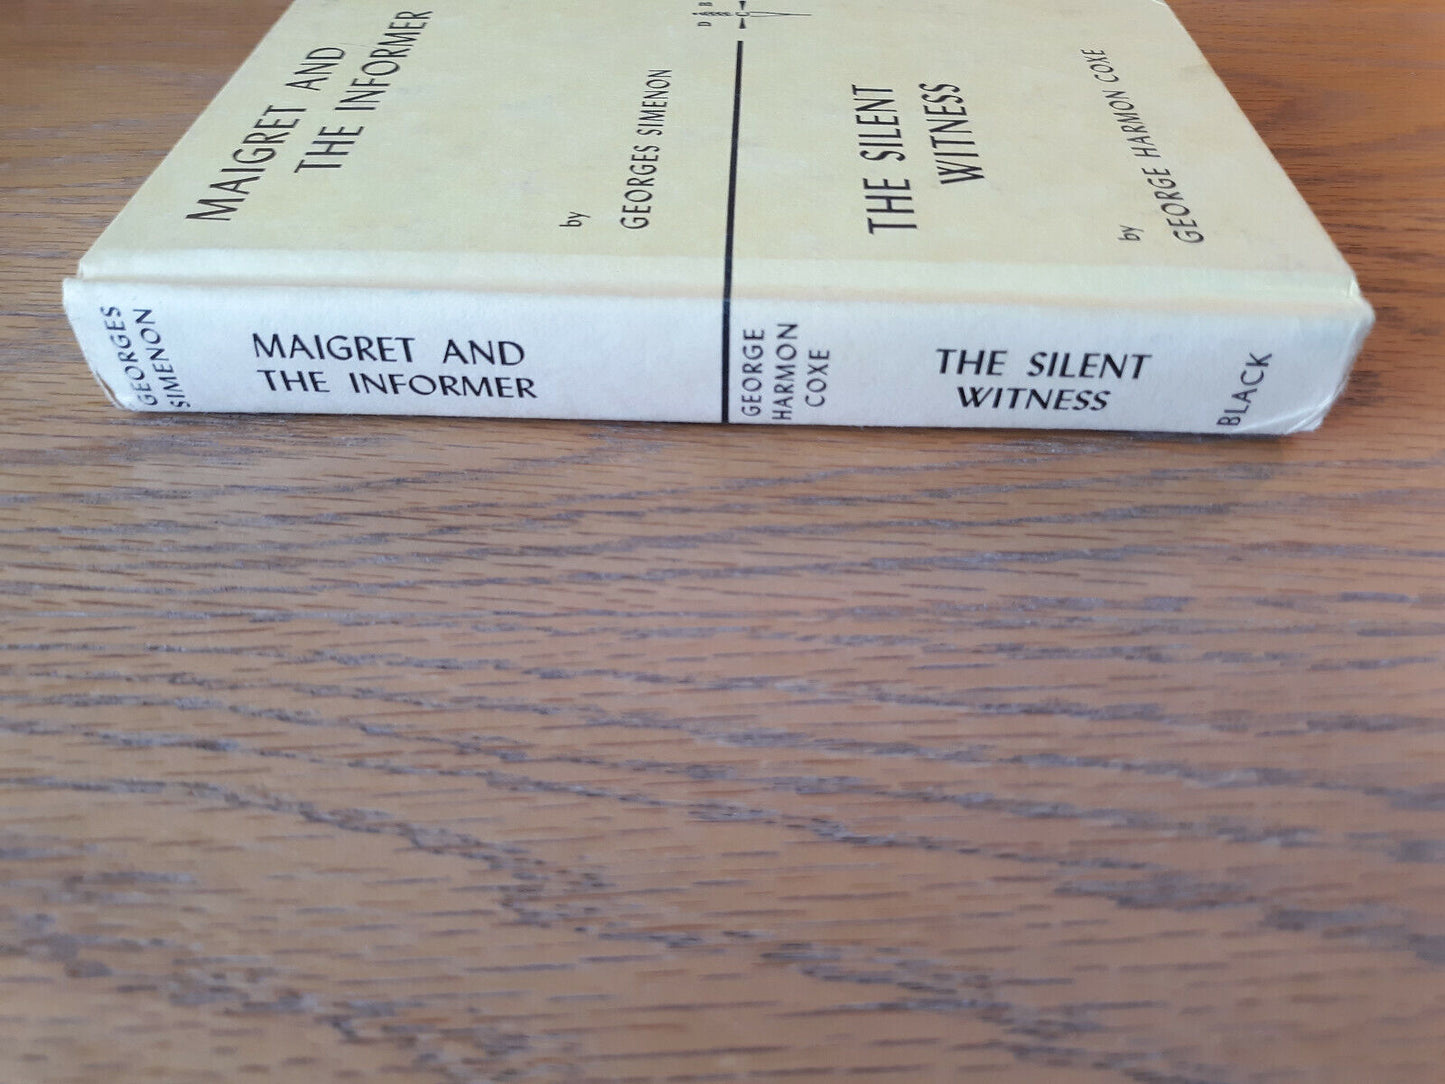 MAIGRET AND
THE INFORMER
by
GEORGES SIMENON
D B C
THE SILENT
WITNESS
by
GEORGE HARMON COXE
GEORGES
SIMENON
MAIGRET AND
THE INFORMER
GEORGE
HARMON
COXE
THE SILENT
WITNESS
BLACK